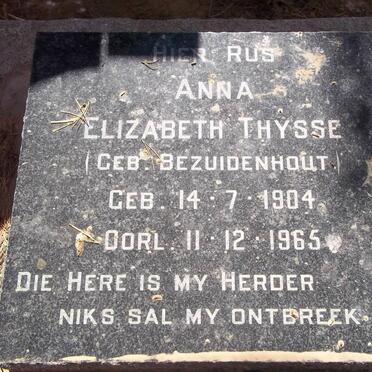 HIER RUS
ANNA
ELIZABETH THYSSE
(GEB. BEZUIDENHOUT)
GEB. 14·7·1904
OORL. 11·12·1965
DIE HERE IS MY HERDER
NIKS SAL MY ONTBREEK